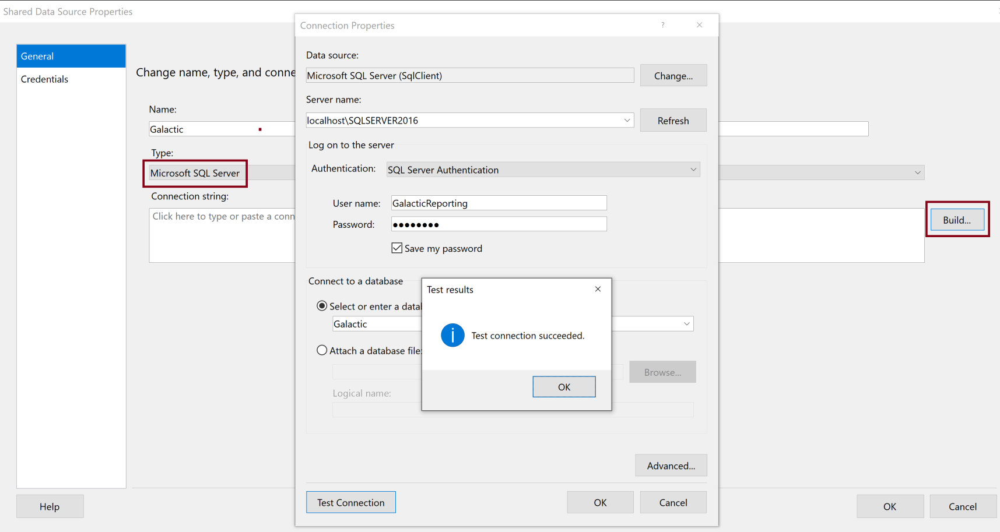 Shared Data Source Properties
General
Credentials
Change name, type, and conne
Name:
Galactic
Type:
Microsoft SQL Server
Connection string:
Click here to type or paste a conn
Build...
Help
OK
Cancel
Connection Properties
?
Data source:
Microsoft SQL Server (SqlClient)
Change...
Server name:
localhost\SQLSERVER2016
Refresh
Log on to the server
Authentication:
SQL Server Authentication
User name:
GalacticReporting
Password:
●●●●●●●●
Save my password
Connect to a database
Select or enter a datal
Galactic
Attach a database file:
Browse...
Logical name:
Advanced...
Test Connection
OK
Cancel
Test results
Test connection succeeded.
OK